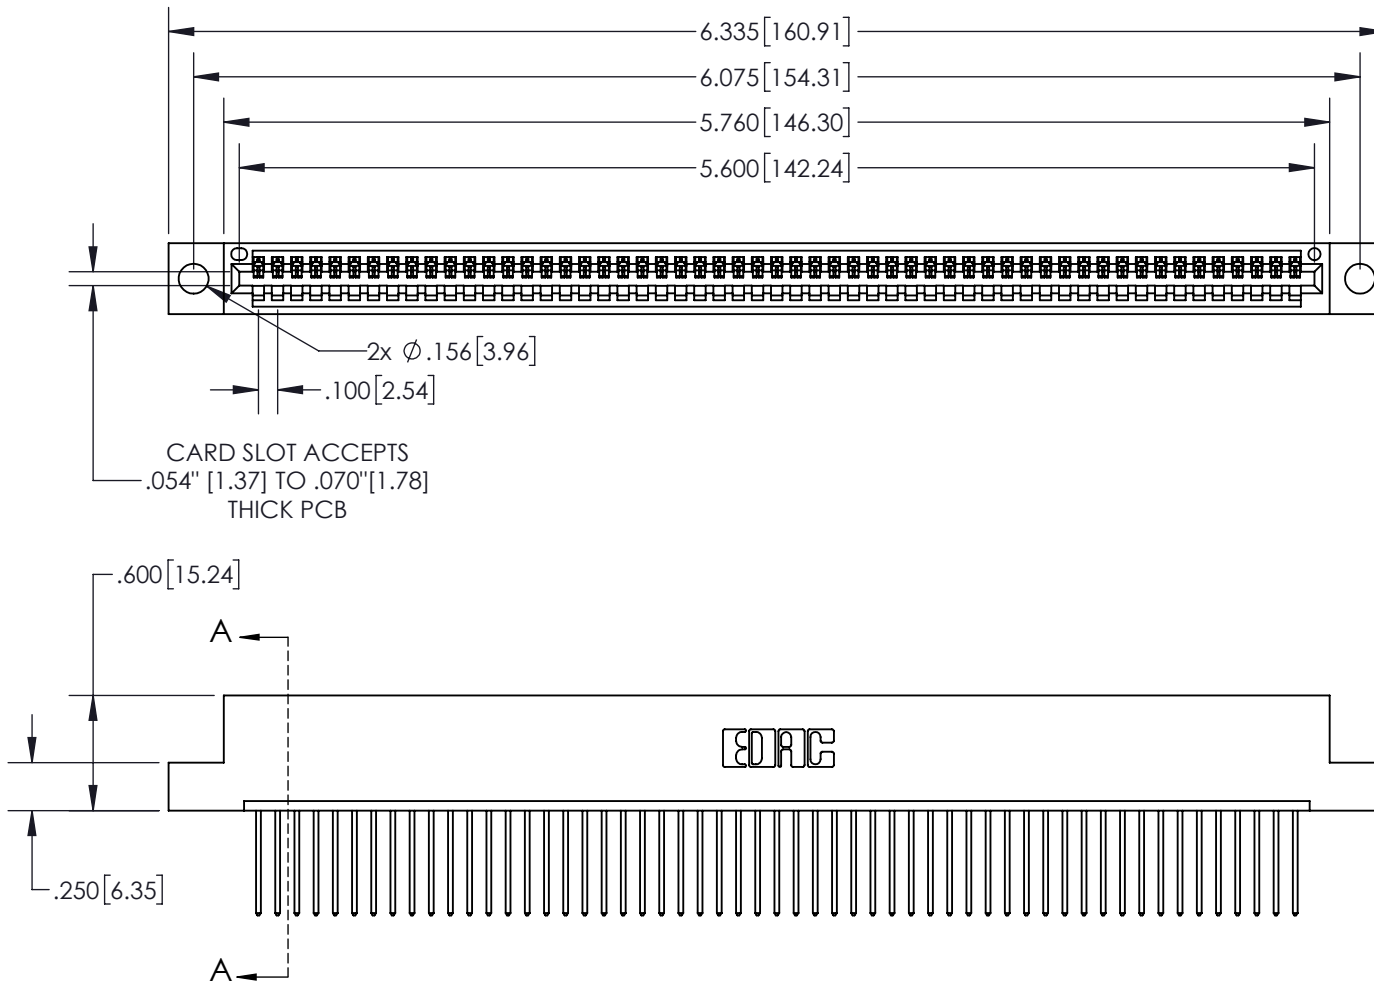 6.335[160.91]
6.075[154.31]
5.760[146.30]
5.600[142.24]
2x Ø.156[3.96]
.100[2.54]
CARD SLOT ACCEPTS
.054" [1.37] TO .070"[1.78]
THICK PCB
.600[15.24]
A
EDAC
.250[6.35]
A